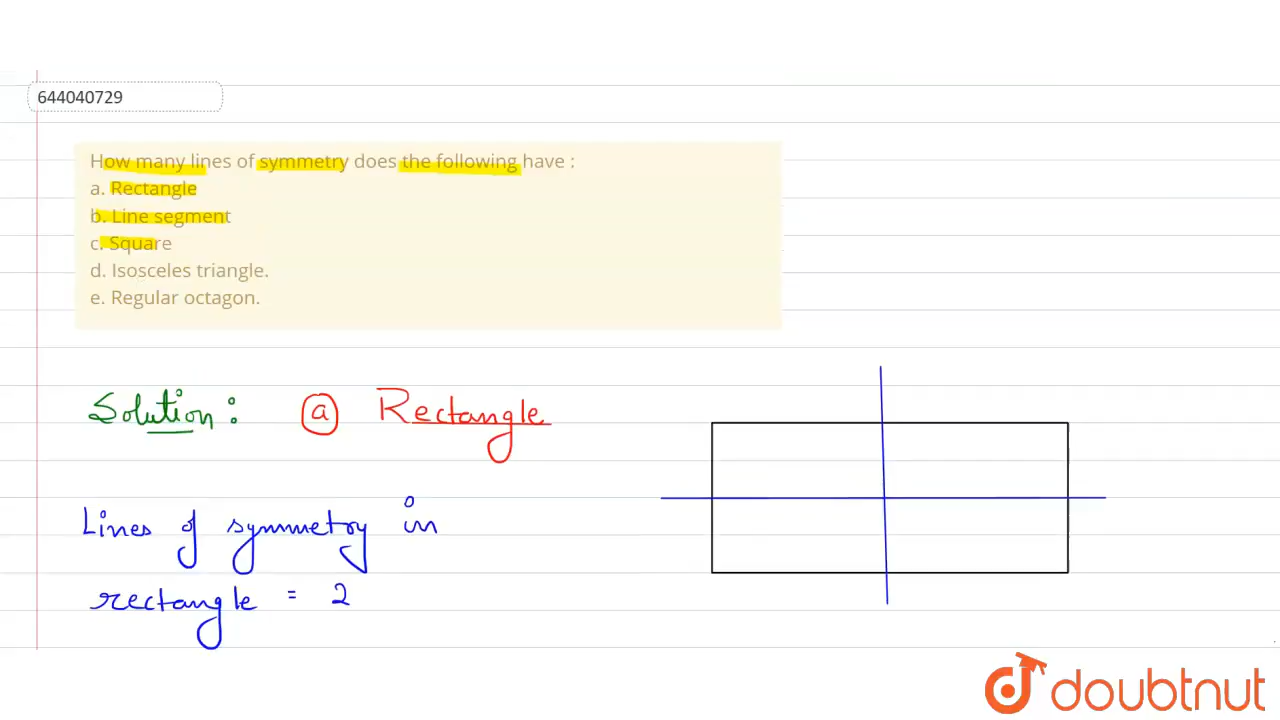 644040729
How many lines of symmetry does the following have :
a. Rectangle
b. Line segment
c. Square
d. Isosceles triangle.
e. Regular octagon.
Solution : (a) Rectangle
Lines of symmetry in
rectangle = 2
doubtnut